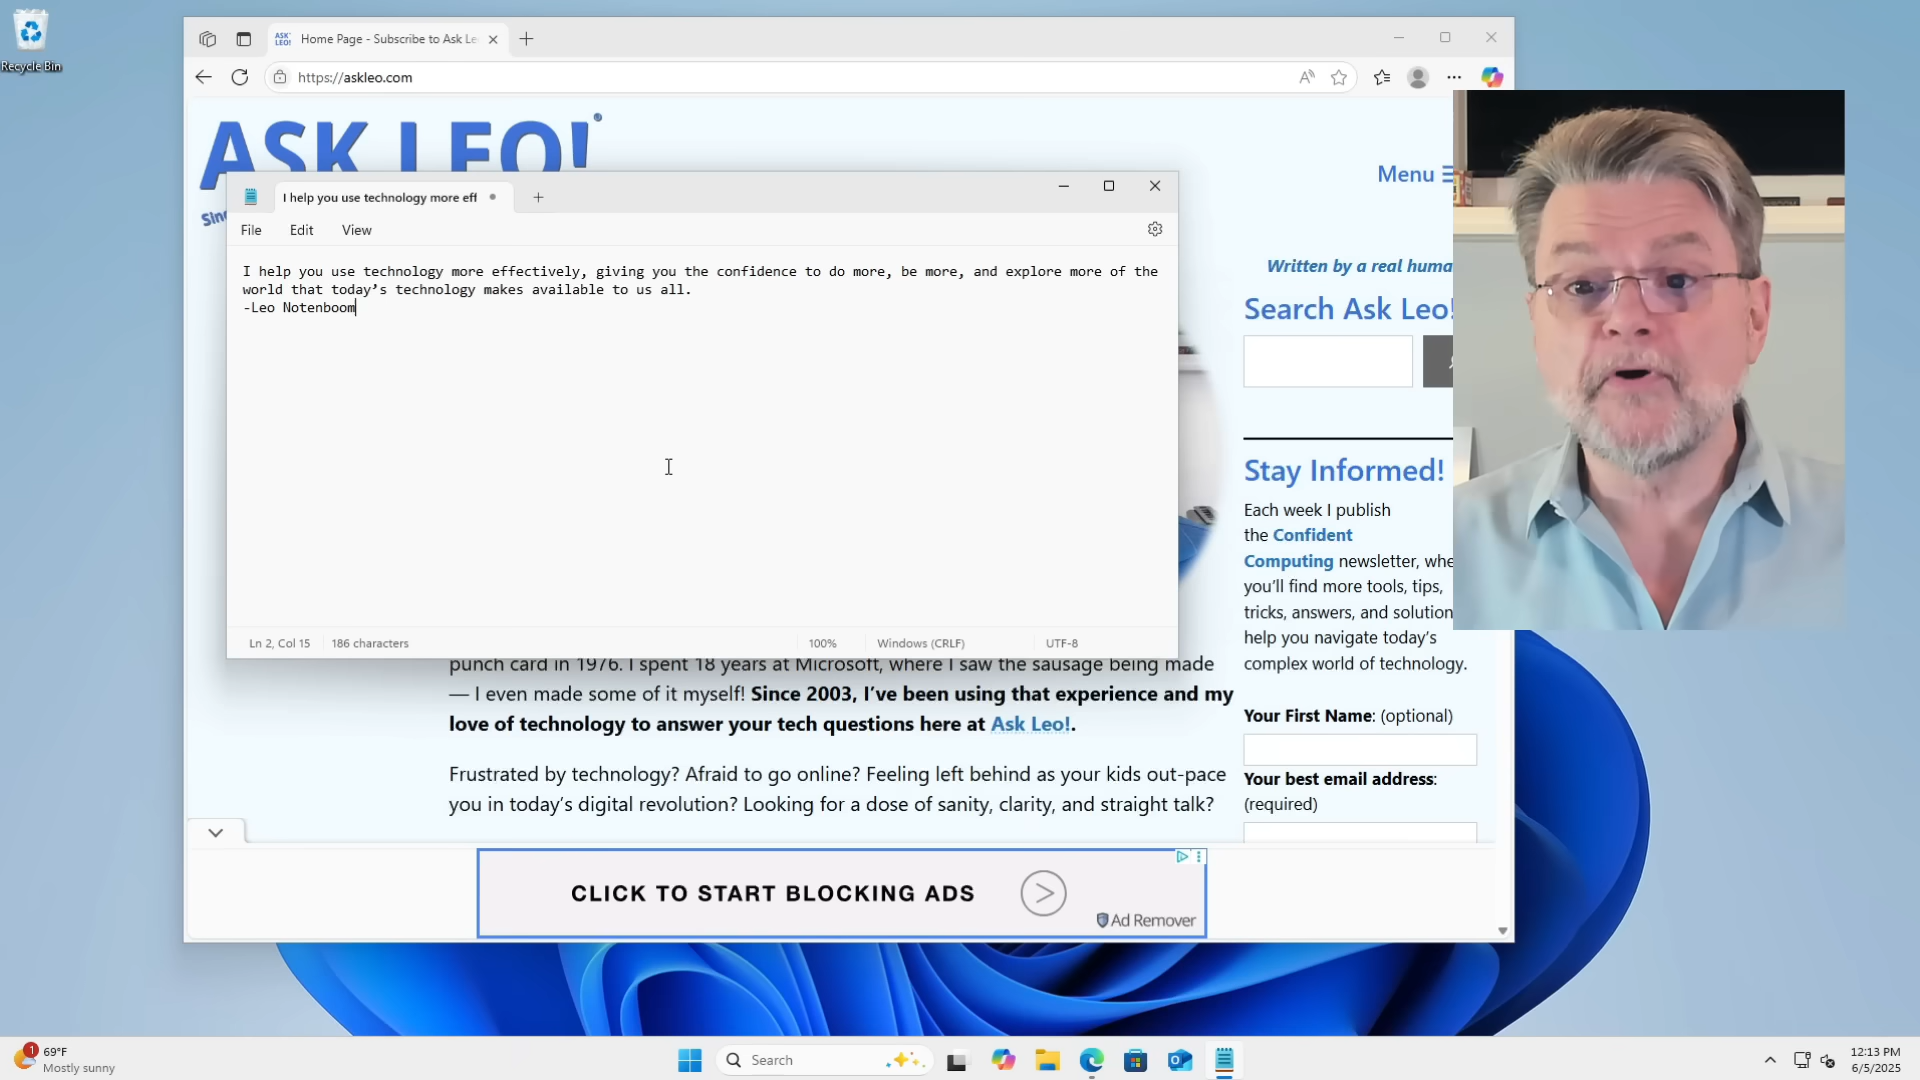 Recycle Bin
Home Page - Subscribe to Ask Le
https://askleo.com
ASK LEO!®
Menu
I help you use technology more eff
File Edit View
I help you use technology more effectively, giving you the confidence to do more, be more, and explore more of the
world that today’s technology makes available to us all.
-Leo Notenboom
Ln 2, Col 15
186 characters
100%
Windows (CRLF)
UTF-8
Written by a real huma
Search Ask Leo!
Stay Informed!
Each week I publish
the Confident
Computing newsletter, whe
you’ll find more tools, tips,
tricks, answers, and solution
help you navigate today’s
complex world of technology.
Your First Name: (optional)
Your best email address:
(required)
punch card in 1976. I spent 18 years at Microsoft, where I saw the sausage being made
— I even made some of it myself! Since 2003, I’ve been using that experience and my
love of technology to answer your tech questions here at Ask Leo!.
Frustrated by technology? Afraid to go online? Feeling left behind as your kids out-pace
you in today’s digital revolution? Looking for a dose of sanity, clarity, and straight talk?
CLICK TO START BLOCKING ADS
Ad Remover
1
69°F
Mostly sunny
Search
12:13 PM
6/5/2025